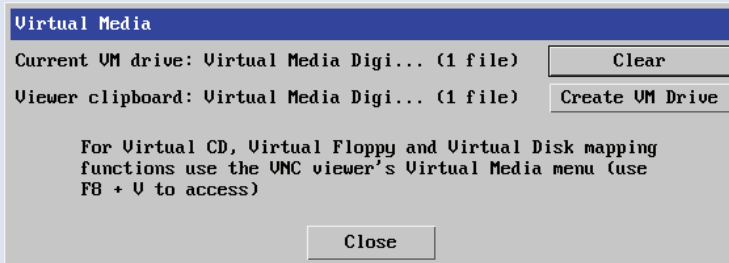 Virtual Media
Current VM drive: Virtual Media Digi... (1 file) Clear
Viewer clipboard: Virtual Media Digi... (1 file) Create VM Drive
For Virtual CD, Virtual Floppy and Virtual Disk mapping
functions use the VNC viewer's Virtual Media menu (use
F8 + V to access)
Close